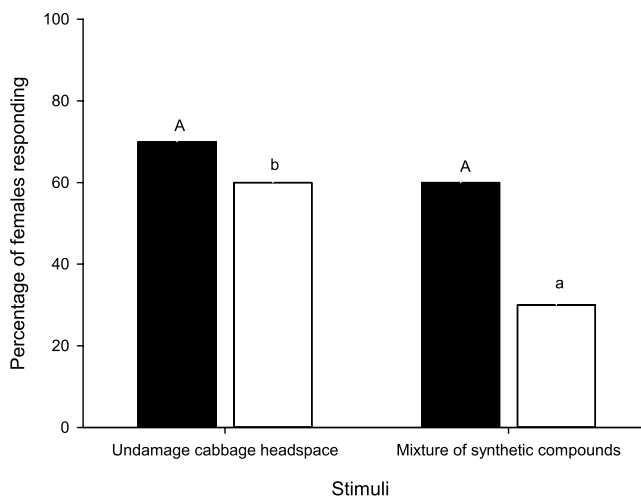 Percentage of females responding
100
80
60
40
20
0
A
b
A
a
Undamage cabbage headspace
Mixture of synthetic compounds
Stimuli